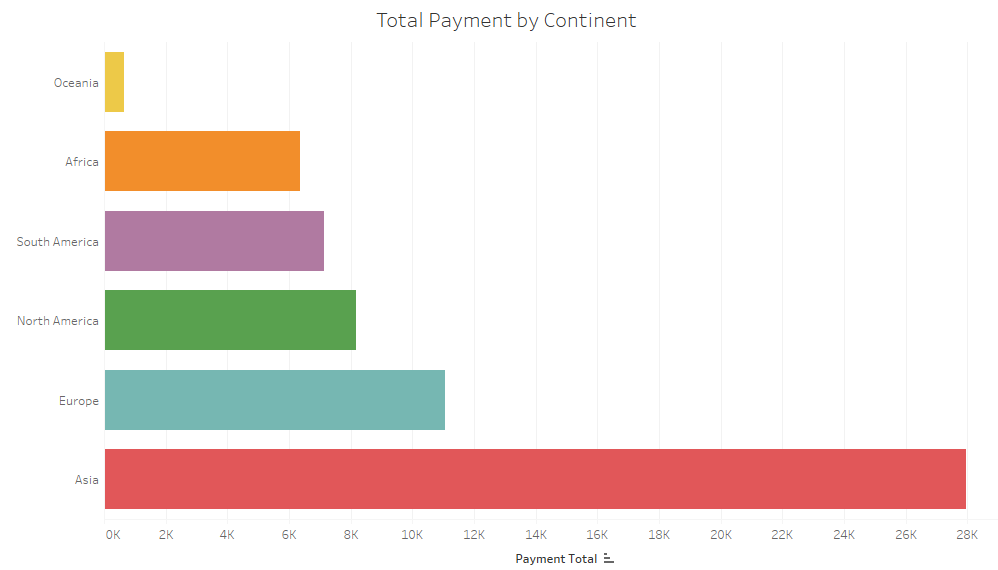 Total Payment by Continent
Oceania
Africa
South America
North America
Europe
Asia
0K 2K 4K 6K 8K 10K 12K 14K 16K 18K 20K 22K 24K 26K 28K
Payment Total